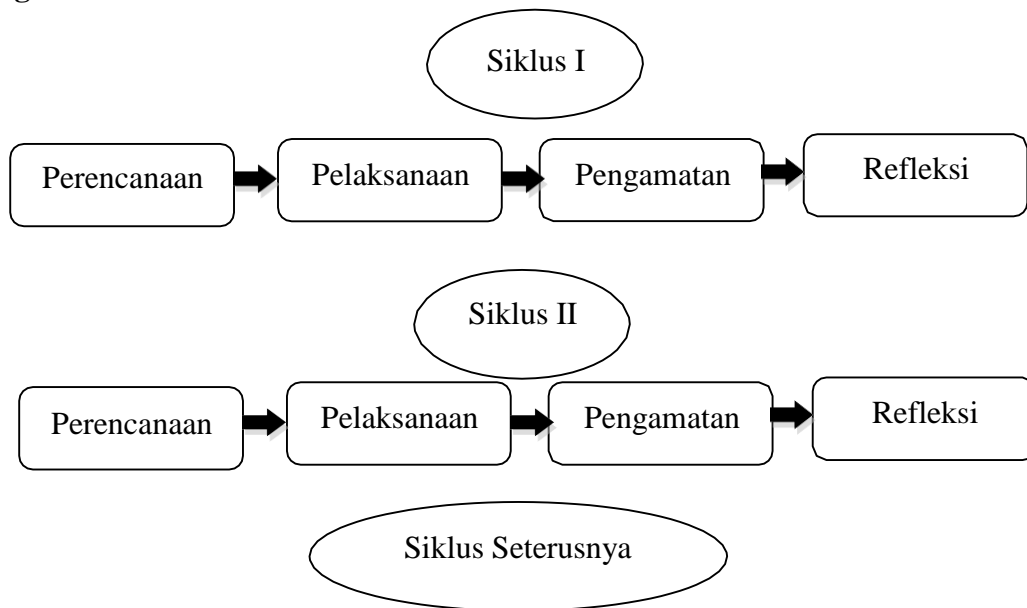 Siklus I
Perencanaan
Pelaksanaan
Pengamatan
Refleksi
Siklus II
Perencanaan
Pelaksanaan
Pengamatan
Refleksi
Siklus Seterusnya